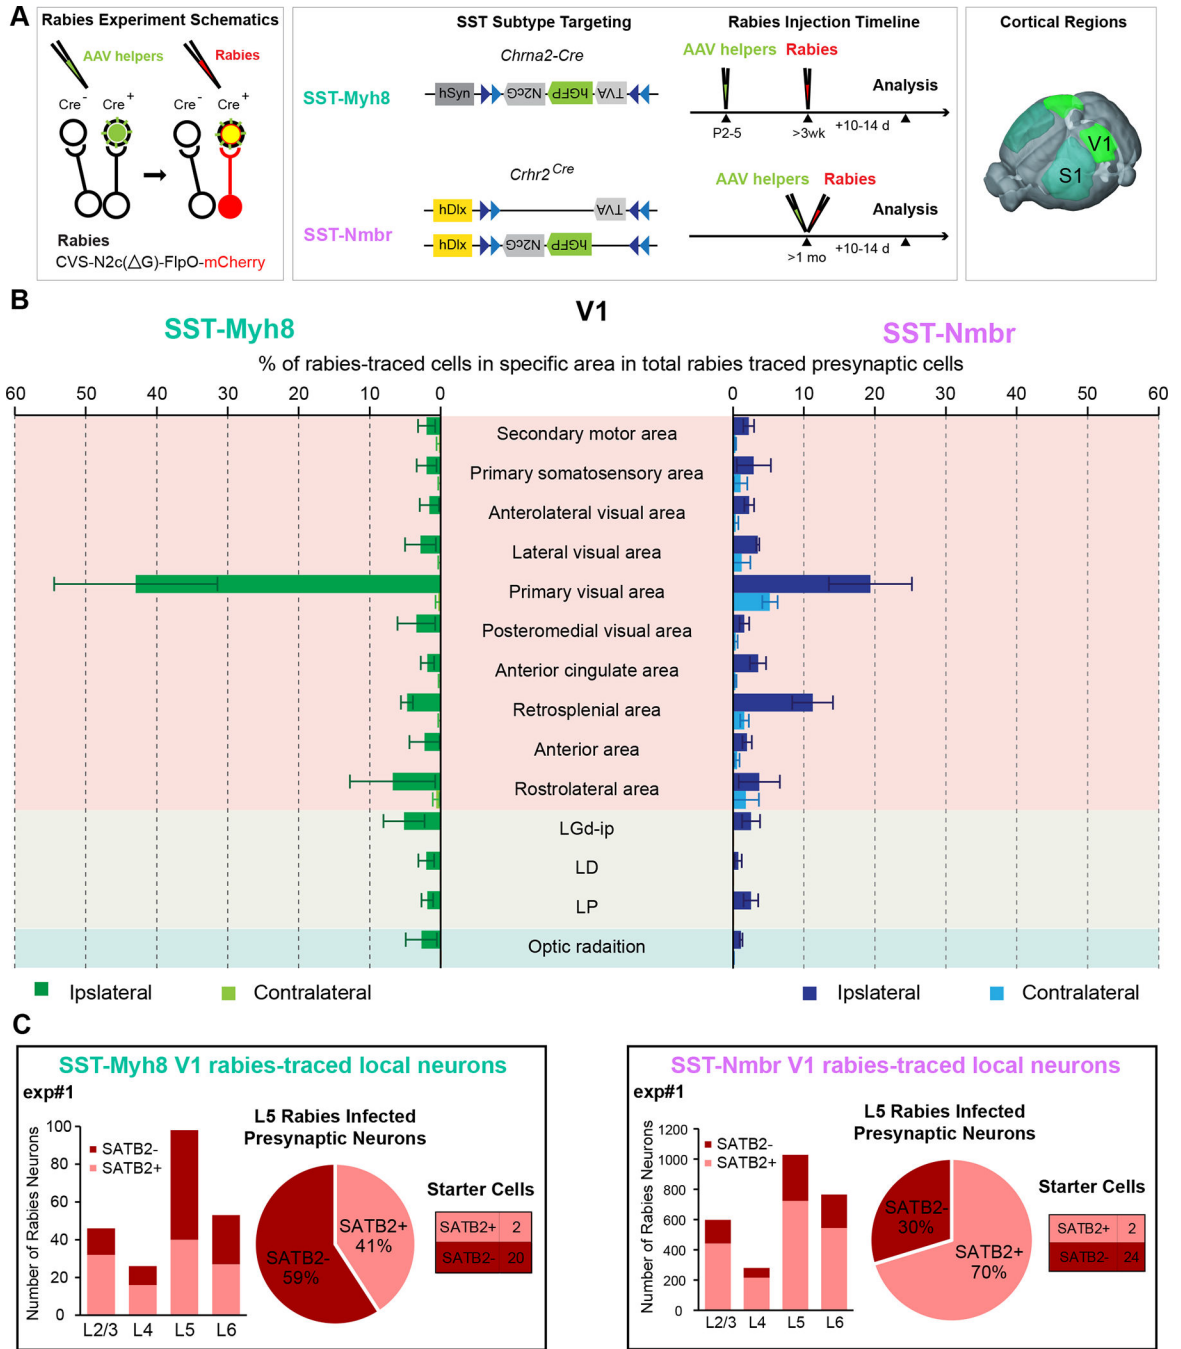 A
Rabies Experiment Schematics
AAV helpers
Rabies
Cre-
Cre+
Cre-
Cre+
Rabies
CVS-N2c(△G)-FlpO-mCherry
SST Subtype Targeting
Rabies Injection Timeline
Chrna2-Cre
SST-Myh8
hSyn
N2cG
hGFP
TVA
AAV helpers
Rabies
Analysis
P2-5
>3wk
+10-14 d
Crhr2Cre
SST-Nmbr
hDlx
TVA
hDlx
N2cG
hGFP
AAV helpers
Rabies
Analysis
>1 mo
+10-14 d
Cortical Regions
V1
S1
B
V1
SST-Myh8
SST-Nmbr
% of rabies-traced cells in specific area in total rabies traced presynaptic cells
60 50 40 30 20 10 0
0 10 20 30 40 50 60
Secondary motor area
Primary somatosensory area
Anterolateral visual area
Lateral visual area
Primary visual area
Posteromedial visual area
Anterior cingulate area
Retrosplenial area
Anterior area
Rostrolateral area
LGd-ip
LD
LP
Optic radaition
Ipslateral
Contralateral
Ipslateral
Contralateral
C
SST-Myh8 V1 rabies-traced local neurons
exp#1
Number of Rabies Neurons
100
80
60
40
20
0
SATB2-
SATB2+
L2/3 L4 L5 L6
L5 Rabies Infected
Presynaptic Neurons
SATB2+
41%
SATB2-
59%
Starter Cells
SATB2+ 2
SATB2- 20
SST-Nmbr V1 rabies-traced local neurons
exp#1
Number of Rabies Neurons
1200
1000
800
600
400
200
0
SATB2-
SATB2+
L2/3 L4 L5 L6
L5 Rabies Infected
Presynaptic Neurons
SATB2-
30%
SATB2+
70%
Starter Cells
SATB2+ 2
SATB2- 24